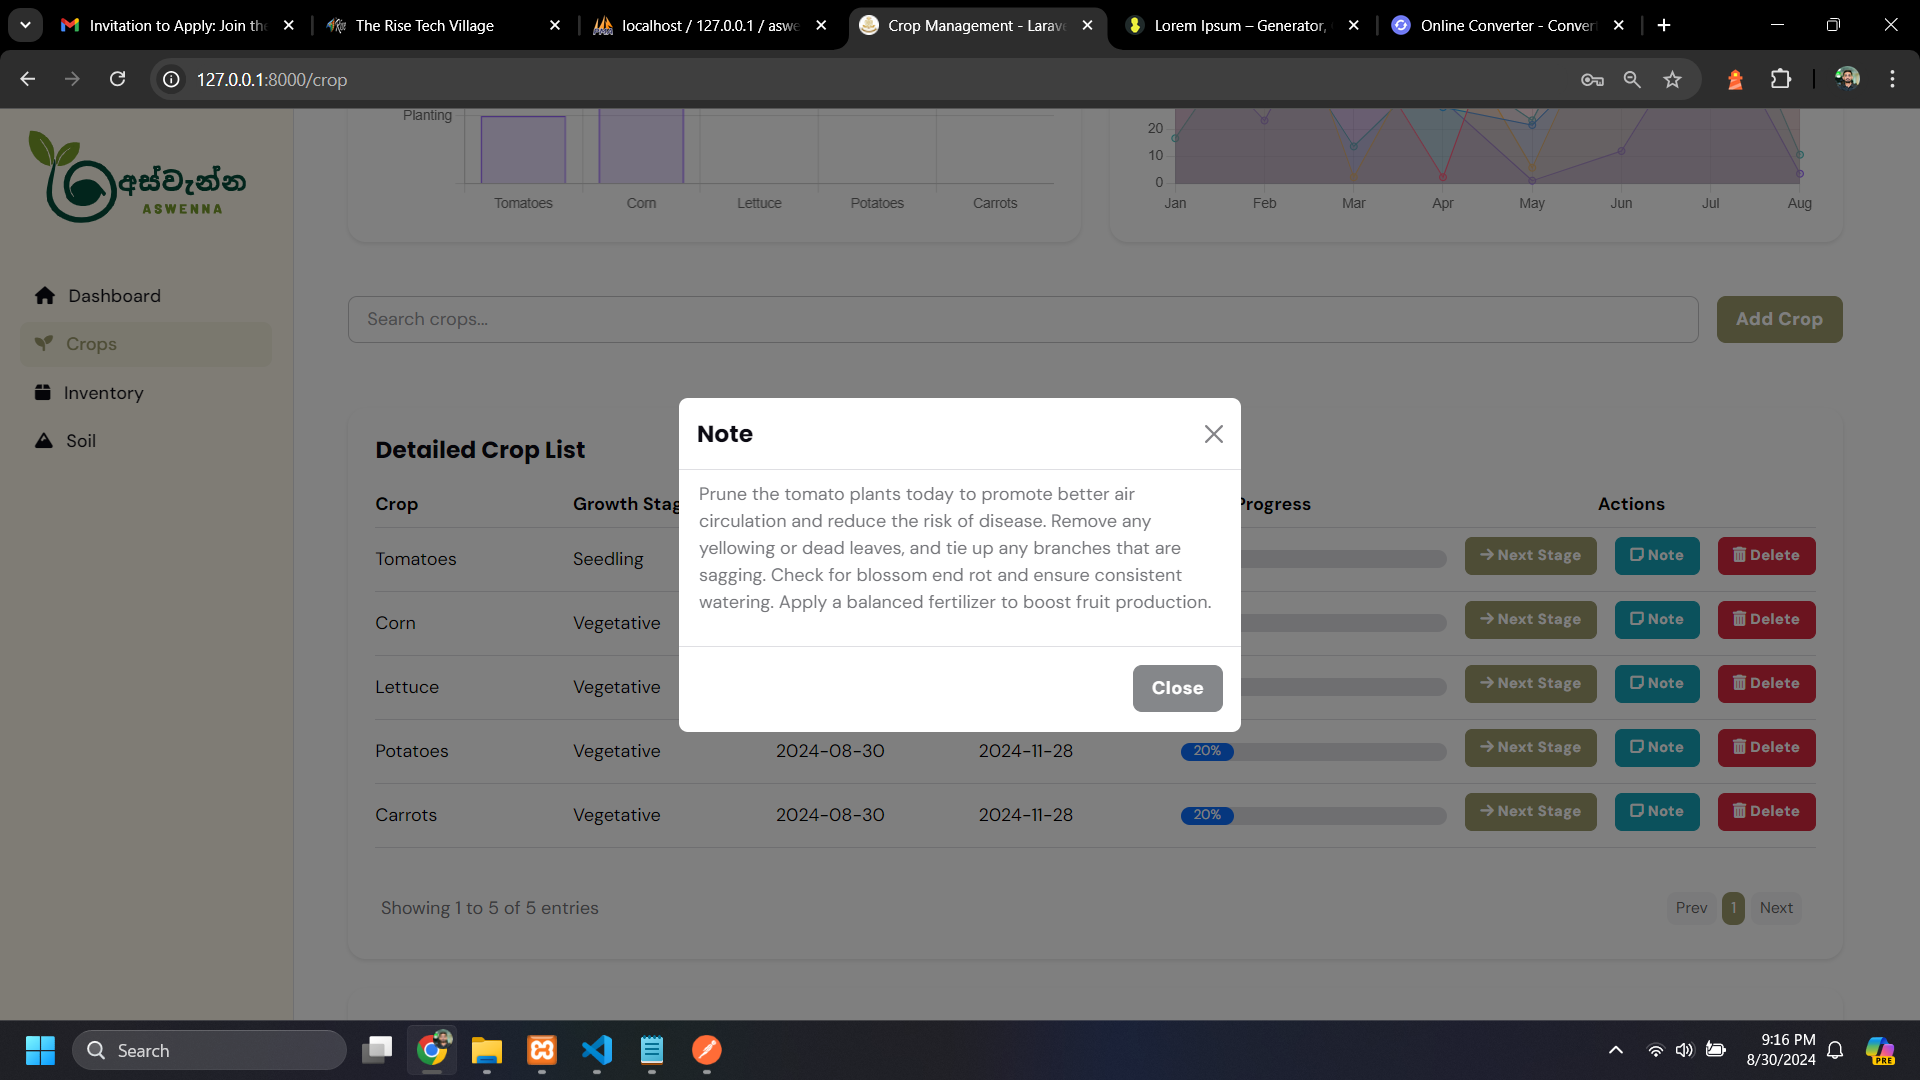 Invitation to Apply: Join the
The Rise Tech Village
localhost / 127.0.0.1 / aswe
Crop Management - Larave
Lorem Ipsum – Generator,
Online Converter - Convert
127.0.0.1:8000/crop
අස්වැන්න
ASWENNA
Dashboard
Crops
Inventory
Soil
Planting
Tomatoes Corn Lettuce Potatoes Carrots
20
10
0
Jan Feb Mar Apr May Jun Jul Aug
Search crops...
Add Crop
Detailed Crop List
Crop Growth Stag Progress Actions
Tomatoes Seedling Next Stage Note Delete
Corn Vegetative Next Stage Note Delete
Lettuce Vegetative Next Stage Note Delete
Potatoes Vegetative 2024-08-30 2024-11-28 20% Next Stage Note Delete
Carrots Vegetative 2024-08-30 2024-11-28 20% Next Stage Note Delete
Showing 1 to 5 of 5 entries
Prev 1 Next
Note
Prune the tomato plants today to promote better air
circulation and reduce the risk of disease. Remove any
yellowing or dead leaves, and tie up any branches that are
sagging. Check for blossom end rot and ensure consistent
watering. Apply a balanced fertilizer to boost fruit production.
Close
Search
9:16 PM
8/30/2024
PRE